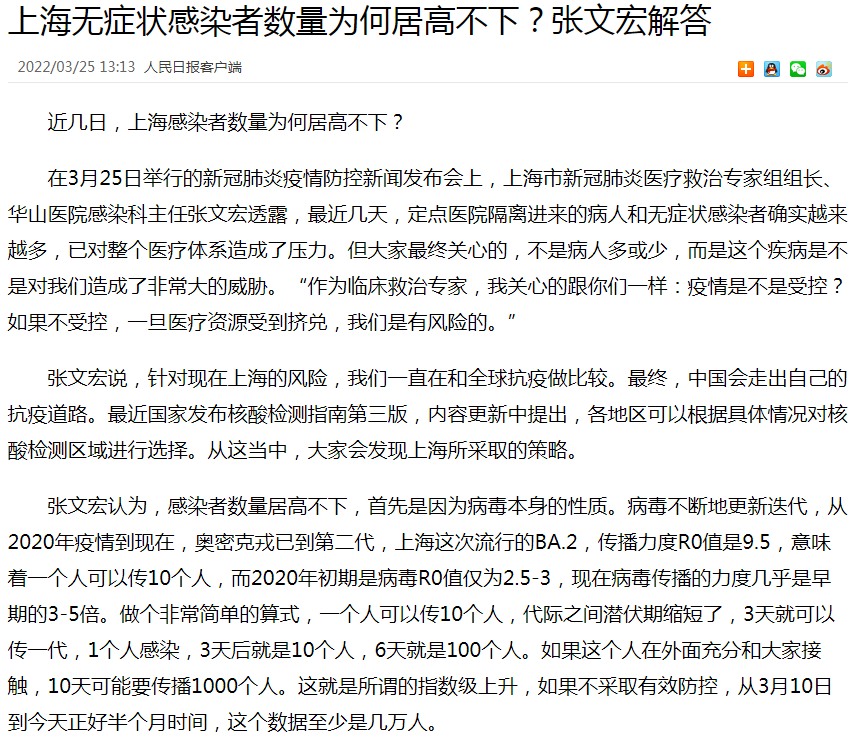 上海无症状感染者数量为何居高不下？张文宏解答
2022/03/25 13:13 人民日报客户端
近几日，上海感染者数量为何居高不下？
在3月25日举行的新冠肺炎疫情防控新闻发布会上，上海市新冠肺炎医疗救治专家组组长、
华山医院感染科主任张文宏透露，最近几天，定点医院隔离进来的病人和无症状感染者确实越来
越多，已对整个医疗体系造成了压力。但大家最终关心的，不是病人多或少，而是这个疾病是不
是对我们造成了非常大的威胁。“作为临床救治专家，我关心的跟你们一样：疫情是不是受控？
如果不受控，一旦医疗资源受到挤兑，我们是有风险的。”
张文宏说，针对现在上海的风险，我们一直在和全球抗疫做比较。最终，中国会走出自己的
抗疫道路。最近国家发布核酸检测指南第三版，内容更新中提出，各地区可以根据具体情况对核
酸检测区域进行选择。从这当中，大家会发现上海所采取的策略。
张文宏认为，感染者数量居高不下，首先是因为病毒本身的性质。病毒不断地更新迭代，从
2020年疫情到现在，奥密克戎已到第二代，上海这次流行的BA.2，传播力度R0值是9.5，意味
着一个人可以传10个人，而2020年初期是病毒R0值仅为2.5-3，现在病毒传播的力度几乎是早
期的3-5倍。做个非常简单的算式，一个人可以传10个人，代际之间潜伏期缩短了，3天就可以
传一代，1个人感染，3天后就是10个人，6天就是100个人。如果这个人在外面充分和大家接
触，10天可能要传播1000个人。这就是所谓的指数级上升，如果不采取有效防控，从3月10日
到今天正好半个月时间，这个数据至少是几万人。